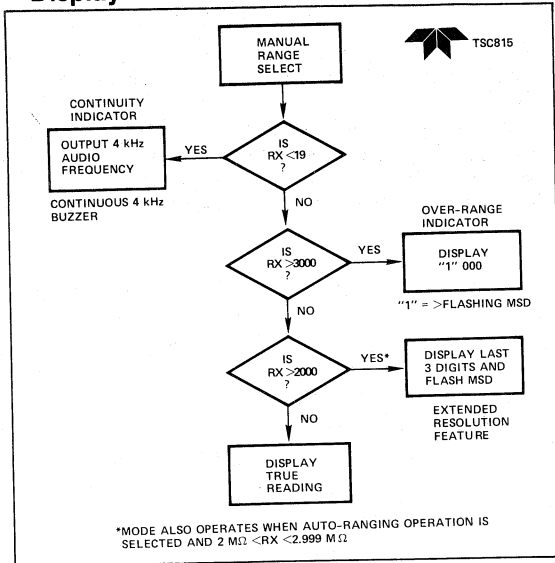 Display
MANUAL
RANGE
SELECT
TSC815
CONTINUITY
INDICATOR
OUTPUT 4 kHz
AUDIO
FREQUENCY
YES
IS
RX <19
?
CONTINUOUS 4 kHz
BUZZER
NO
OVER-RANGE
INDICATOR
IS
RX >3000
?
YES
DISPLAY
"1" 000
"1" = >FLASHING MSD
NO
IS
RX >2000
?
YES*
DISPLAY LAST
3 DIGITS AND
FLASH MSD
EXTENDED
RESOLUTION
FEATURE
NO
DISPLAY
TRUE
READING
*MODE ALSO OPERATES WHEN AUTO-RANGING OPERATION IS
SELECTED AND 2 MΩ <RX <2.999 MΩ